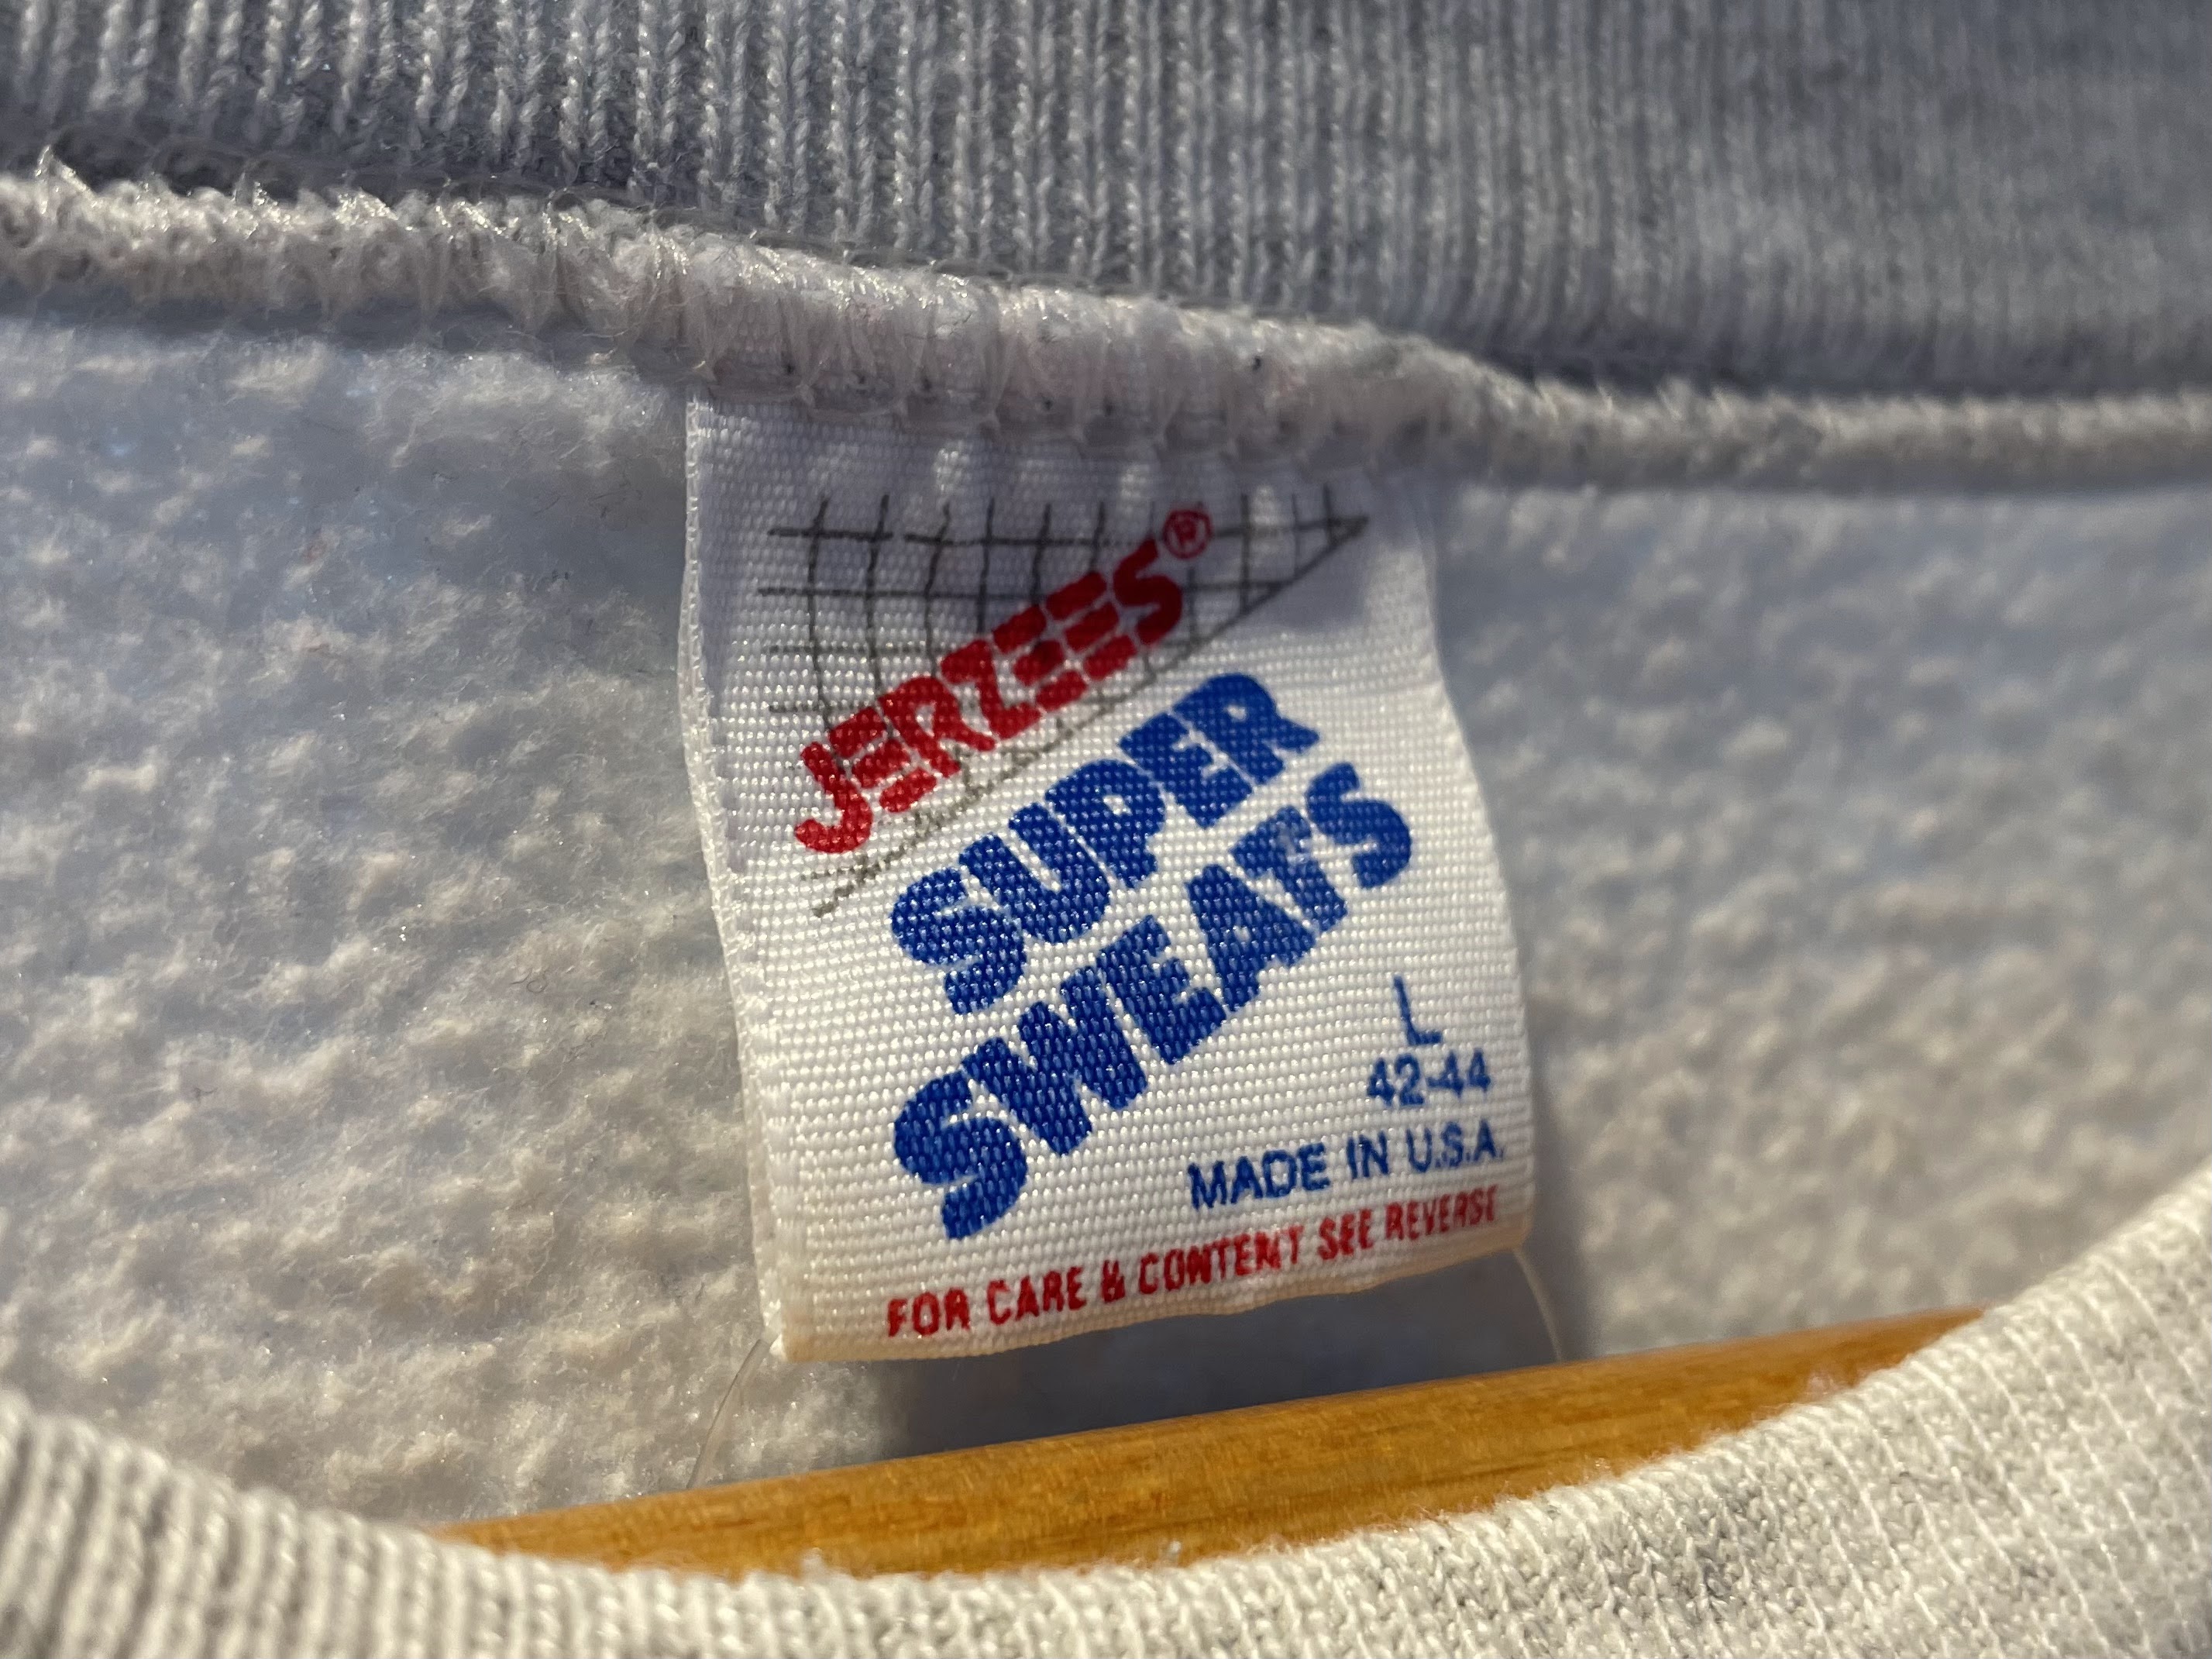 JERZEES®
SUPER
SWEATS
L
42-44
MADE IN U.S.A.
FOR CARE & CONTENT SEE REVERSE